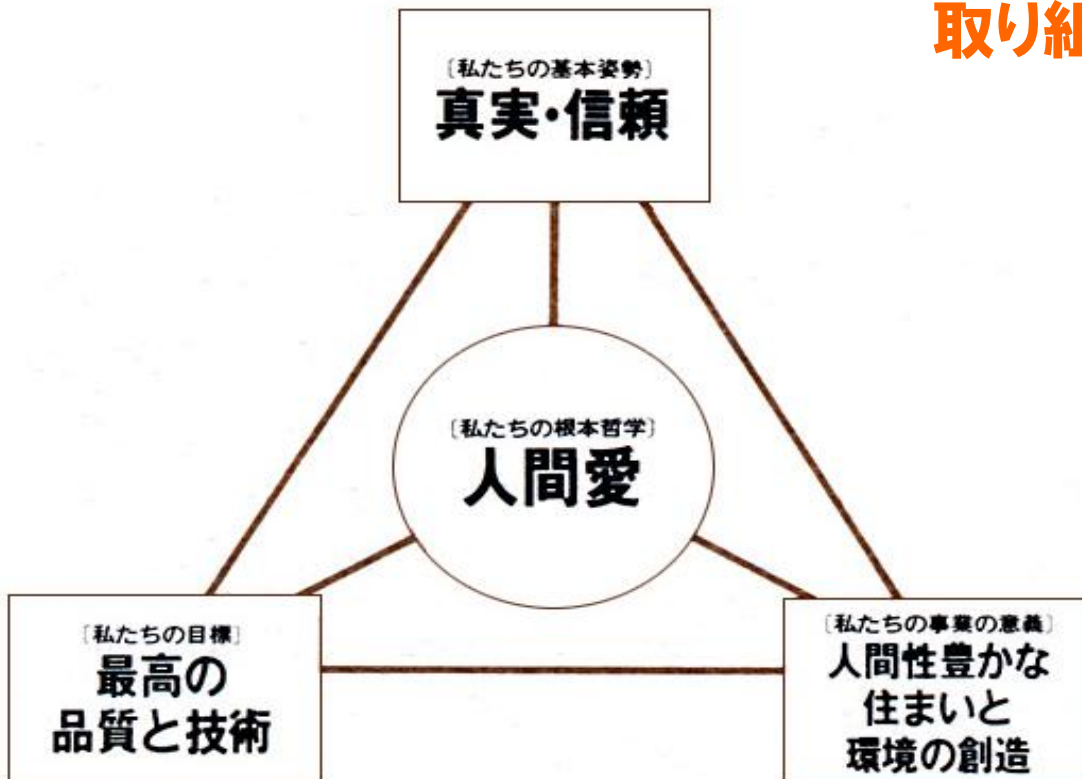 取り組
〔私たちの基本姿勢〕
真実・信頼
〔私たちの根本哲学〕
人間愛
〔私たちの目標〕
最高の
品質と技術
〔私たちの事業の意義〕
人間性豊かな
住まいと
環境の創造